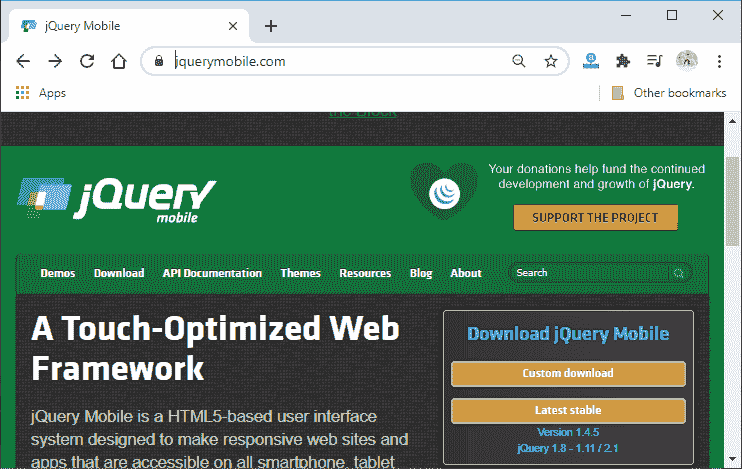 jQuery Mobile
jquerymobile.com
Apps
Other bookmarks
the Block
jQuery
mobile
Your donations help fund the continued
development and growth of jQuery.
SUPPORT THE PROJECT
Demos Download API Documentation Themes Resources Blog About Search
A Touch-Optimized Web
Framework
jQuery Mobile is a HTML5-based user interface
system designed to make responsive web sites and
apps that are accessible on all smartphone, tablet
Download jQuery Mobile
Custom download
Latest stable
Version 1.4.5
jQuery 1.8 - 1.11 / 2.1